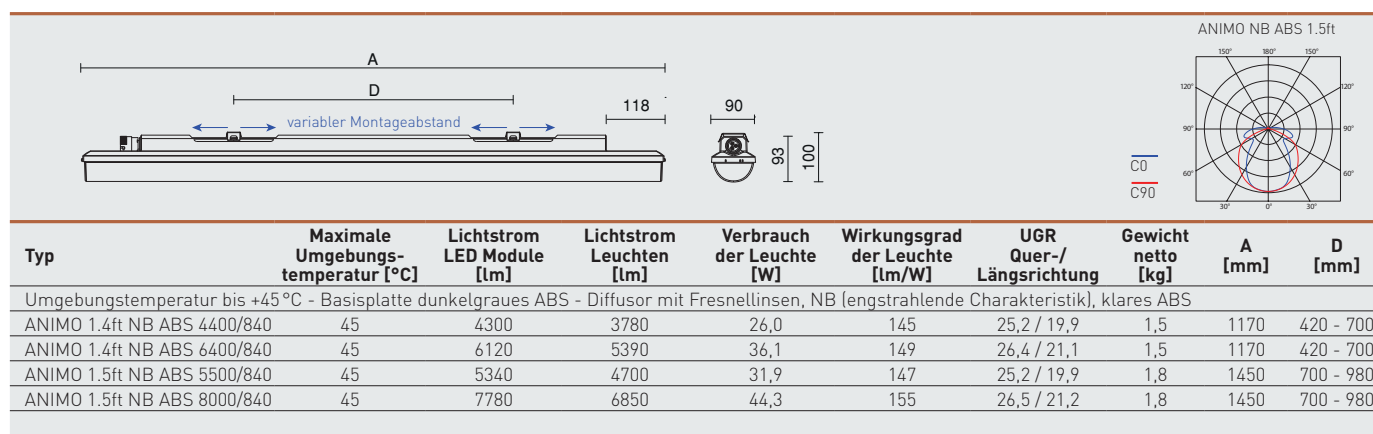 ANIMO NB ABS 1.5ft
150° 180° 150°
120° 120°
90° 90°
60° 60°
30° 0° 30°
C0
C90
A
D
118
90
variabler Montageabstand
93
100
Typ
Maximale Umgebungs-temperatur [°C]
Lichtstrom LED Module [lm]
Lichtstrom Leuchten [lm]
Verbrauch der Leuchte [W]
Wirkungsgrad der Leuchte [lm/W]
UGR Quer-/ Längsrichtung
Gewicht netto [kg]
A [mm]
D [mm]
Umgebungstemperatur bis +45 °C - Basisplatte dunkelgraues ABS - Diffusor mit Fresnellinsen, NB (engstrahlende Charakteristik), klares ABS
ANIMO 1.4ft NB ABS 4400/840 45 4300 3780 26,0 145 25,2 / 19,9 1,5 1170 420 - 700
ANIMO 1.4ft NB ABS 6400/840 45 6120 5390 36,1 149 26,4 / 21,1 1,5 1170 420 - 700
ANIMO 1.5ft NB ABS 5500/840 45 5340 4700 31,9 147 25,2 / 19,9 1,8 1450 700 - 980
ANIMO 1.5ft NB ABS 8000/840 45 7780 6850 44,3 155 26,5 / 21,2 1,8 1450 700 - 980